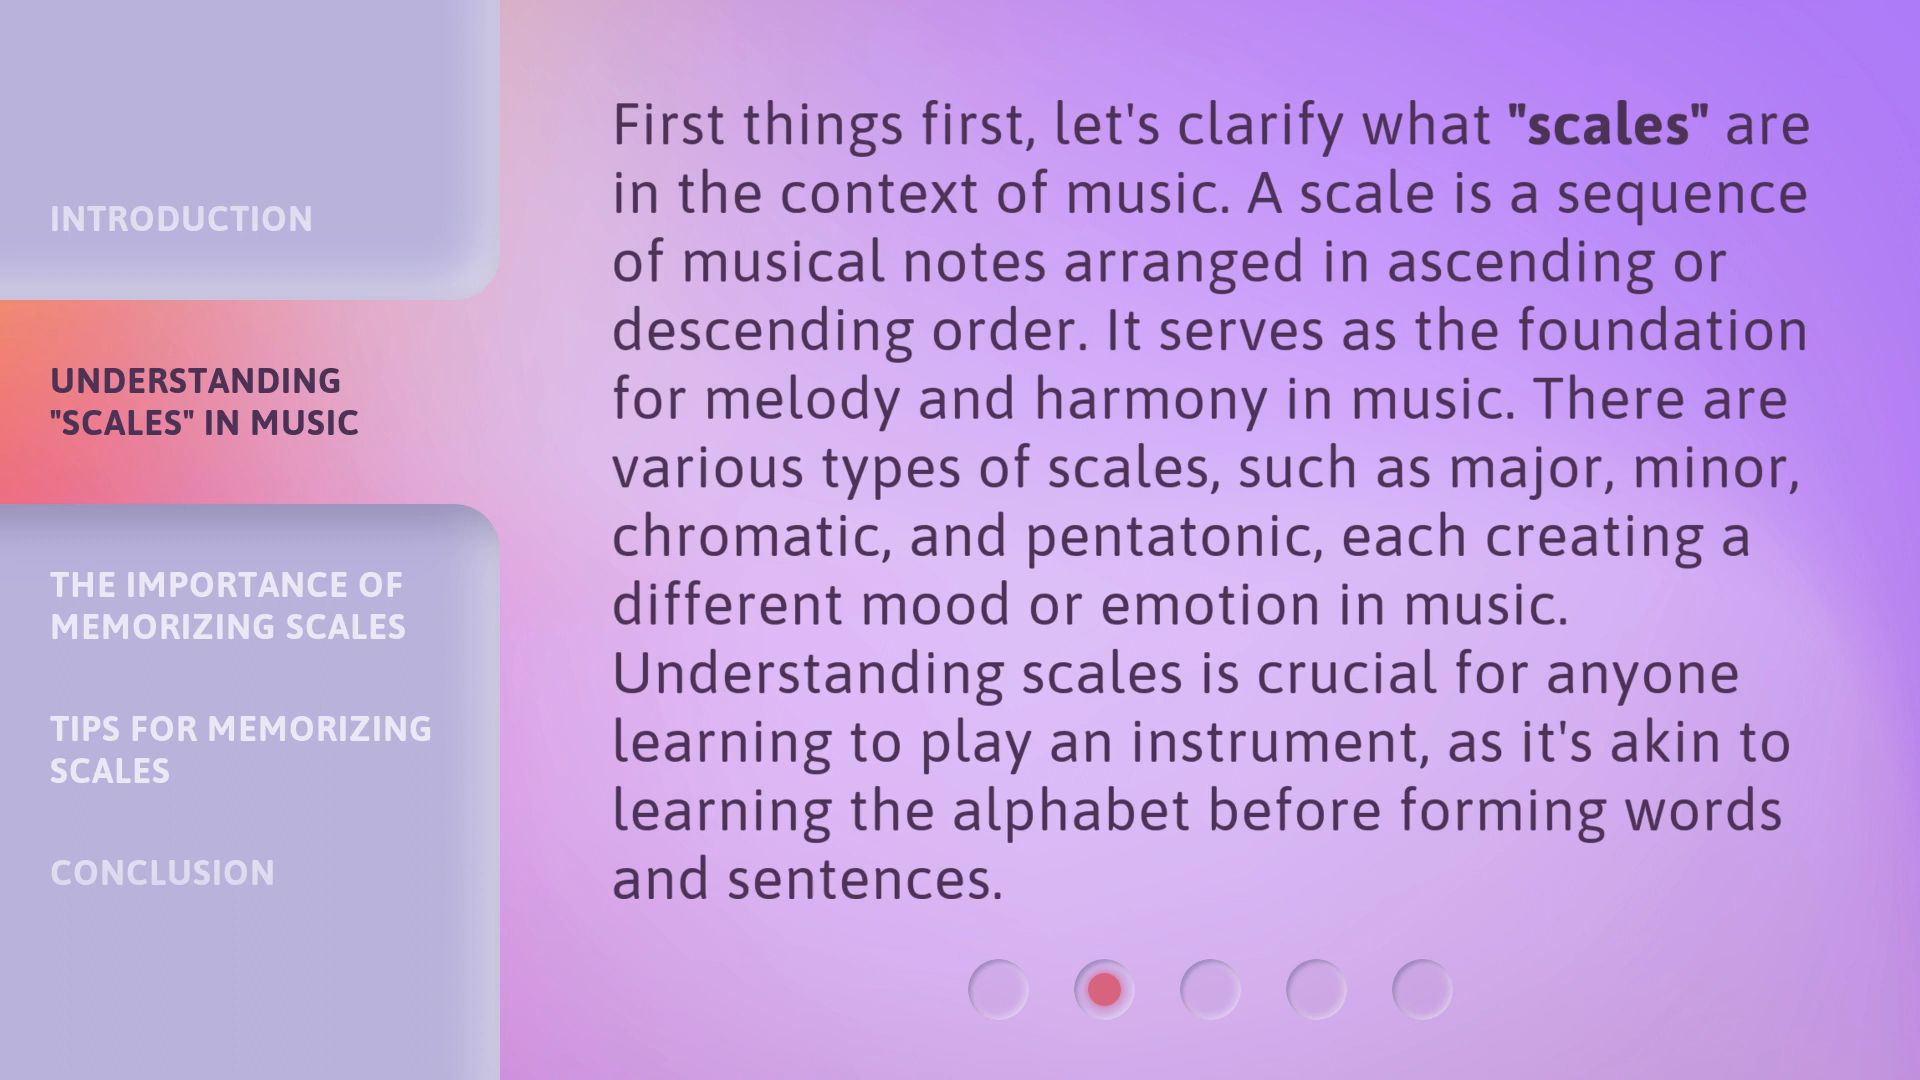 INTRODUCTION
UNDERSTANDING
"SCALES" IN MUSIC
THE IMPORTANCE OF
MEMORIZING SCALES
TIPS FOR MEMORIZING
SCALES
CONCLUSION
First things first, let's clarify what "scales" are
in the context of music. A scale is a sequence
of musical notes arranged in ascending or
descending order. It serves as the foundation
for melody and harmony in music. There are
various types of scales, such as major, minor,
chromatic, and pentatonic, each creating a
different mood or emotion in music.
Understanding scales is crucial for anyone
learning to play an instrument, as it's akin to
learning the alphabet before forming words
and sentences.